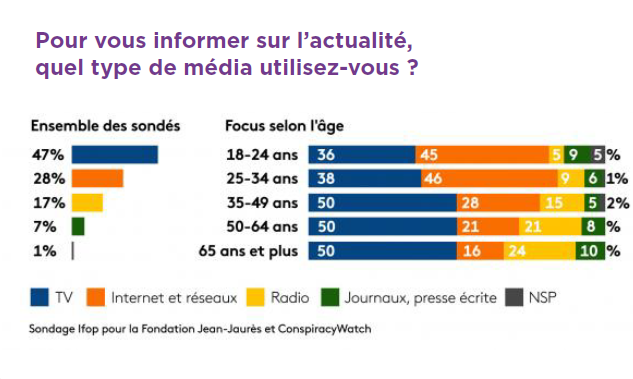 Pour vous informer sur l'actualité,
quel type de média utilisez-vous ?
Ensemble des sondés
47%
28%
17%
7%
1%
Focus selon l'âge
18-24 ans 36 45 5 9 5 %
25-34 ans 38 46 9 6 1%
35-49 ans 50 28 15 5 2%
50-64 ans 50 21 21 8 %
65 ans et plus 50 16 24 10 %
TV Internet et réseaux Radio Journaux, presse écrite NSP
Sondage Ifop pour la Fondation Jean-Jaurès et ConspiracyWatch